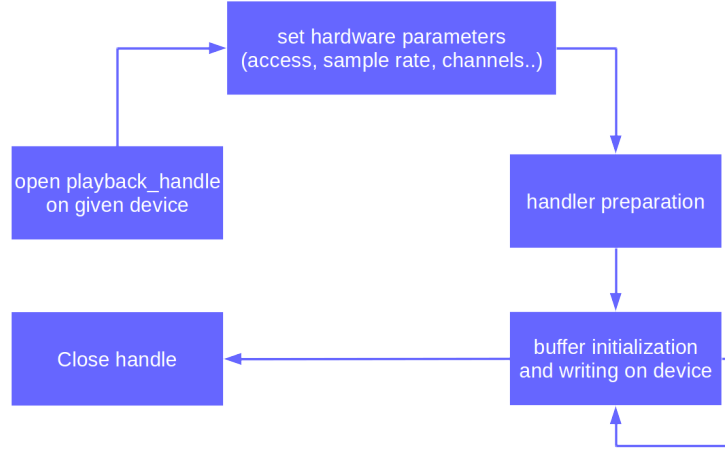 set hardware parameters
(access, sample rate, channels..)
open playback_handle
on given device
handler preparation
buffer initialization
and writing on device
Close handle